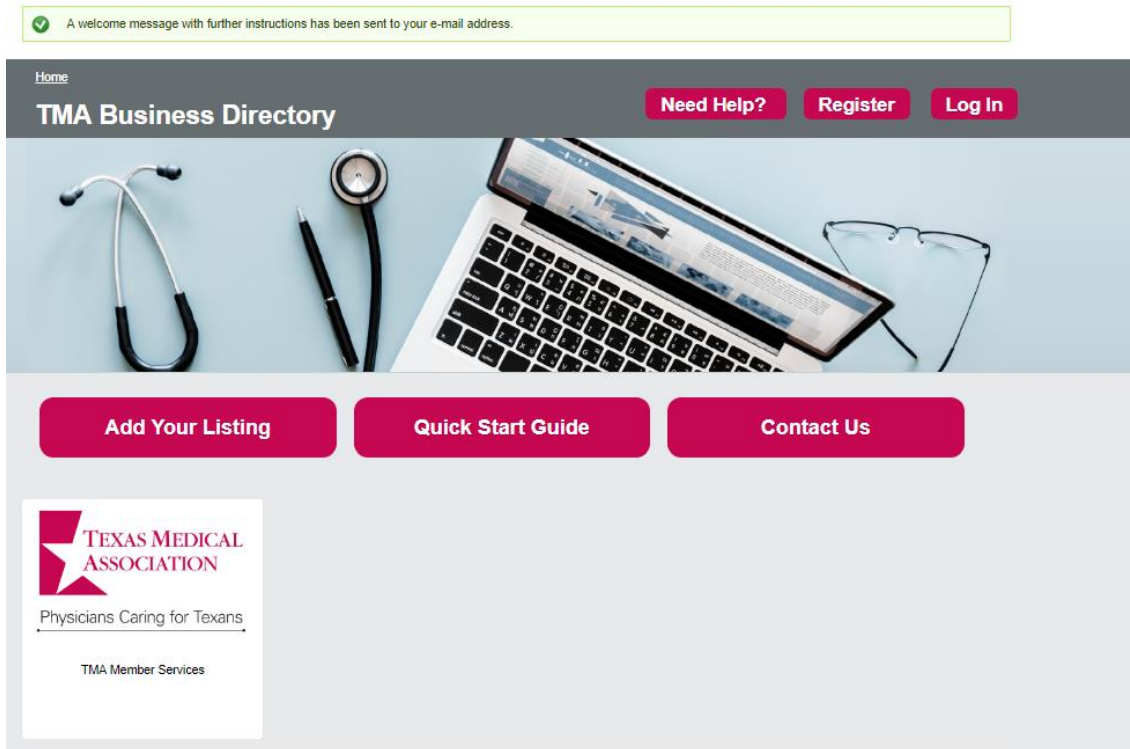 A welcome message with further instructions has been sent to your e-mail address.
Home
TMA Business Directory
Need Help?
Register
Log In
Add Your Listing
Quick Start Guide
Contact Us
TEXAS MEDICAL
ASSOCIATION
Physicians Caring for Texans
TMA Member Services